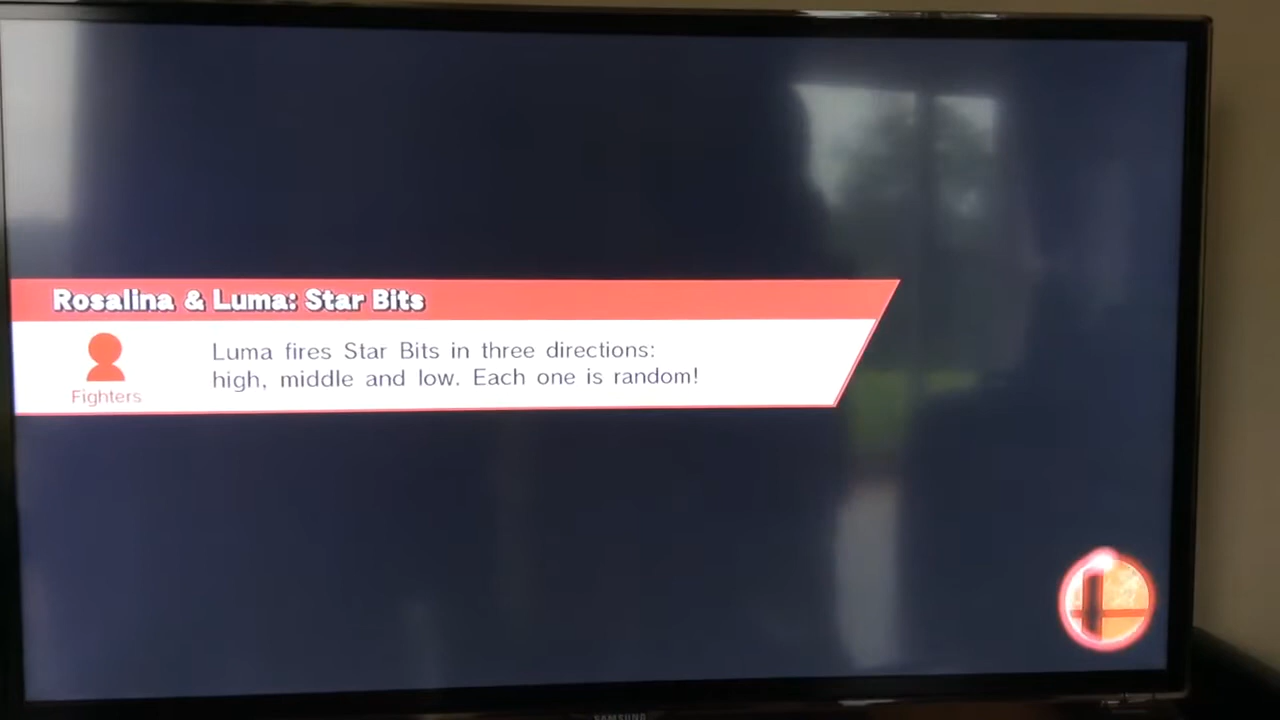 Rosalina & Luma: Star Bits
Luma fires Star Bits in three directions:
high, middle and low. Each one is random!
Fighters
SAMSUNG